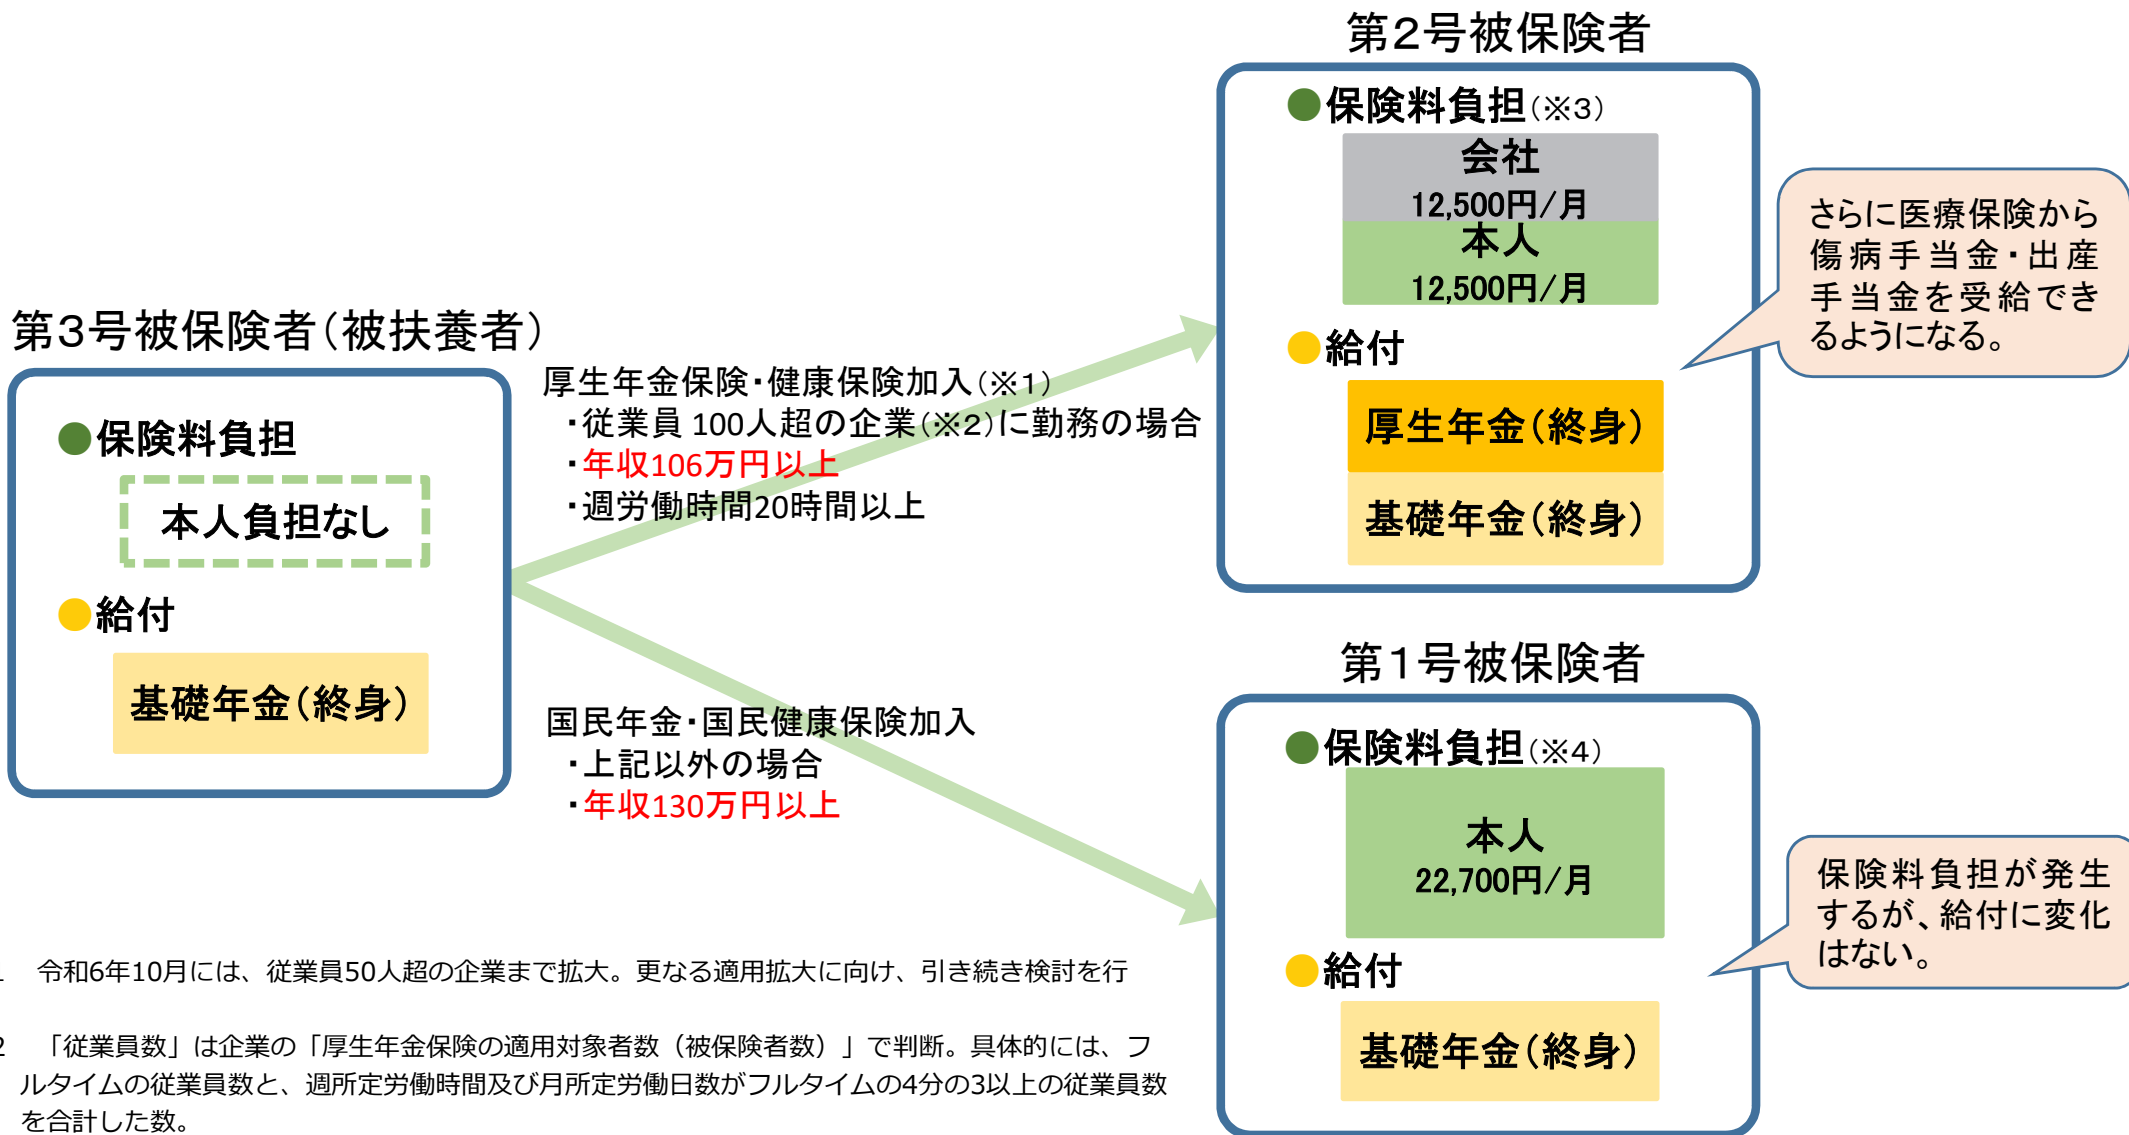 第3号被保険者（被扶養者）
●保険料負担
本人負担なし
●給付
基礎年金（終身）
厚生年金保険・健康保険加入（※1）
・従業員 100人超の企業（※2）に勤務の場合
・年収106万円以上
・週労働時間20時間以上
国民年金・国民健康保険加入
・上記以外の場合
・年収130万円以上
第2号被保険者
●保険料負担（※3）
会社
12,500円/月
本人
12,500円/月
●給付
厚生年金（終身）
基礎年金（終身）
さらに医療保険から
傷病手当金・出産
手当金を受給でき
るようになる。
第1号被保険者
●保険料負担（※4）
本人
22,700円/月
●給付
基礎年金（終身）
保険料負担が発生
するが、給付に変化
はない。
令和6年10月には、従業員50人超の企業まで拡大。更なる適用拡大に向け、引き続き検討を行
2 「従業員数」は企業の「厚生年金保険の適用対象者数（被保険者数）」で判断。具体的には、フ
ルタイムの従業員数と、週所定労働時間及び月所定労働日数がフルタイムの4分の3以上の従業員数
を合計した数。